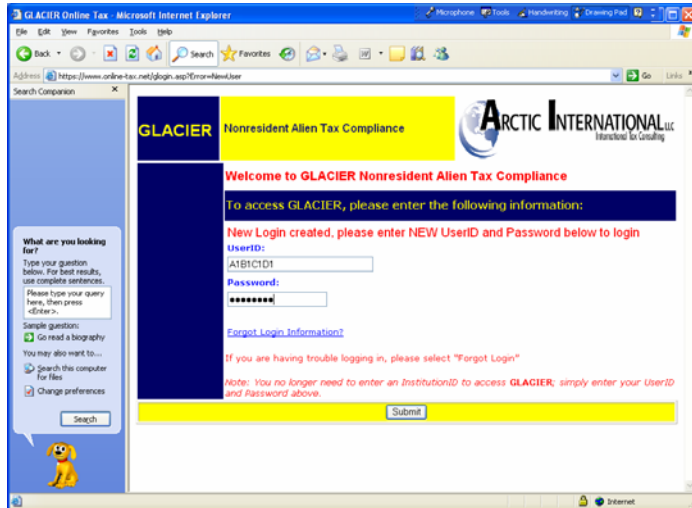 GLACIER Online Tax - Microsoft Internet Explorer
Microphone Tools Handwriting Drawing Pad
File Edit View Favorites Tools Help
Back Search Favorites
Address https://www.online-tax.net/glogin.asp?Error=NewUser Go Links
Search Companion
GLACIER Nonresident Alien Tax Compliance
ARCTIC INTERNATIONAL LLC
International Tax Consulting
Welcome to GLACIER Nonresident Alien Tax Compliance
To access GLACIER, please enter the following information:
New Login created, please enter NEW UserID and Password below to login
UserID:
A1B1C1D1
Password:
••••••••
Forgot Login Information?
If you are having trouble logging in, please select "Forgot Login"
Note: You no longer need to enter an InstitutionID to access GLACIER; simply enter your UserID
and Password above.
Submit
What are you looking
for?
Type your question
below. For best results,
use complete sentences.
Please type your query
here, then press
<Enter>.
Sample question:
Go read a biography
You may also want to...
Search this computer
for files
Change preferences
Search
Internet